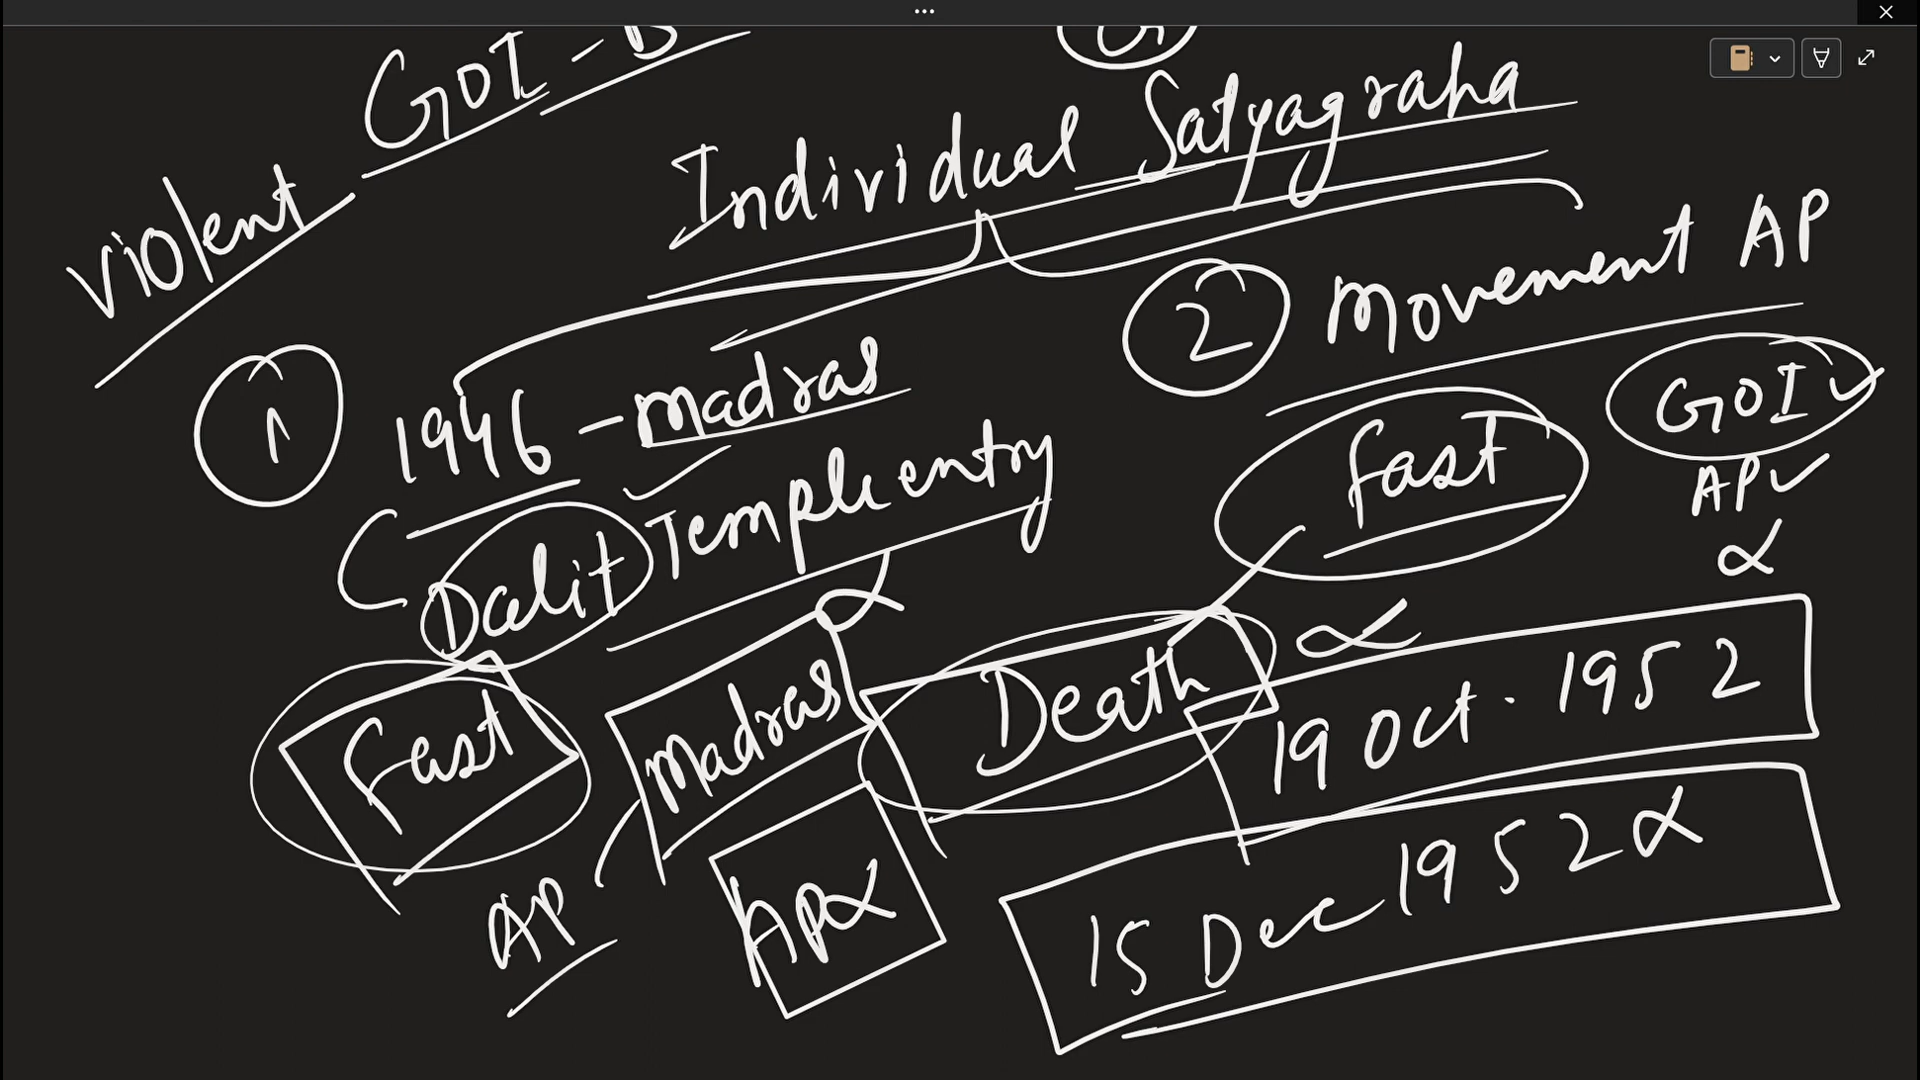 GOI - B
Individual Satyagraha
Violent
2 Movement AP
1
1946 - Madras
GOI
Fast
AP
Dalit Temple entry
Fast
Madras
Death
19 Oct. 1952
AP
AP
15 Dec 1952